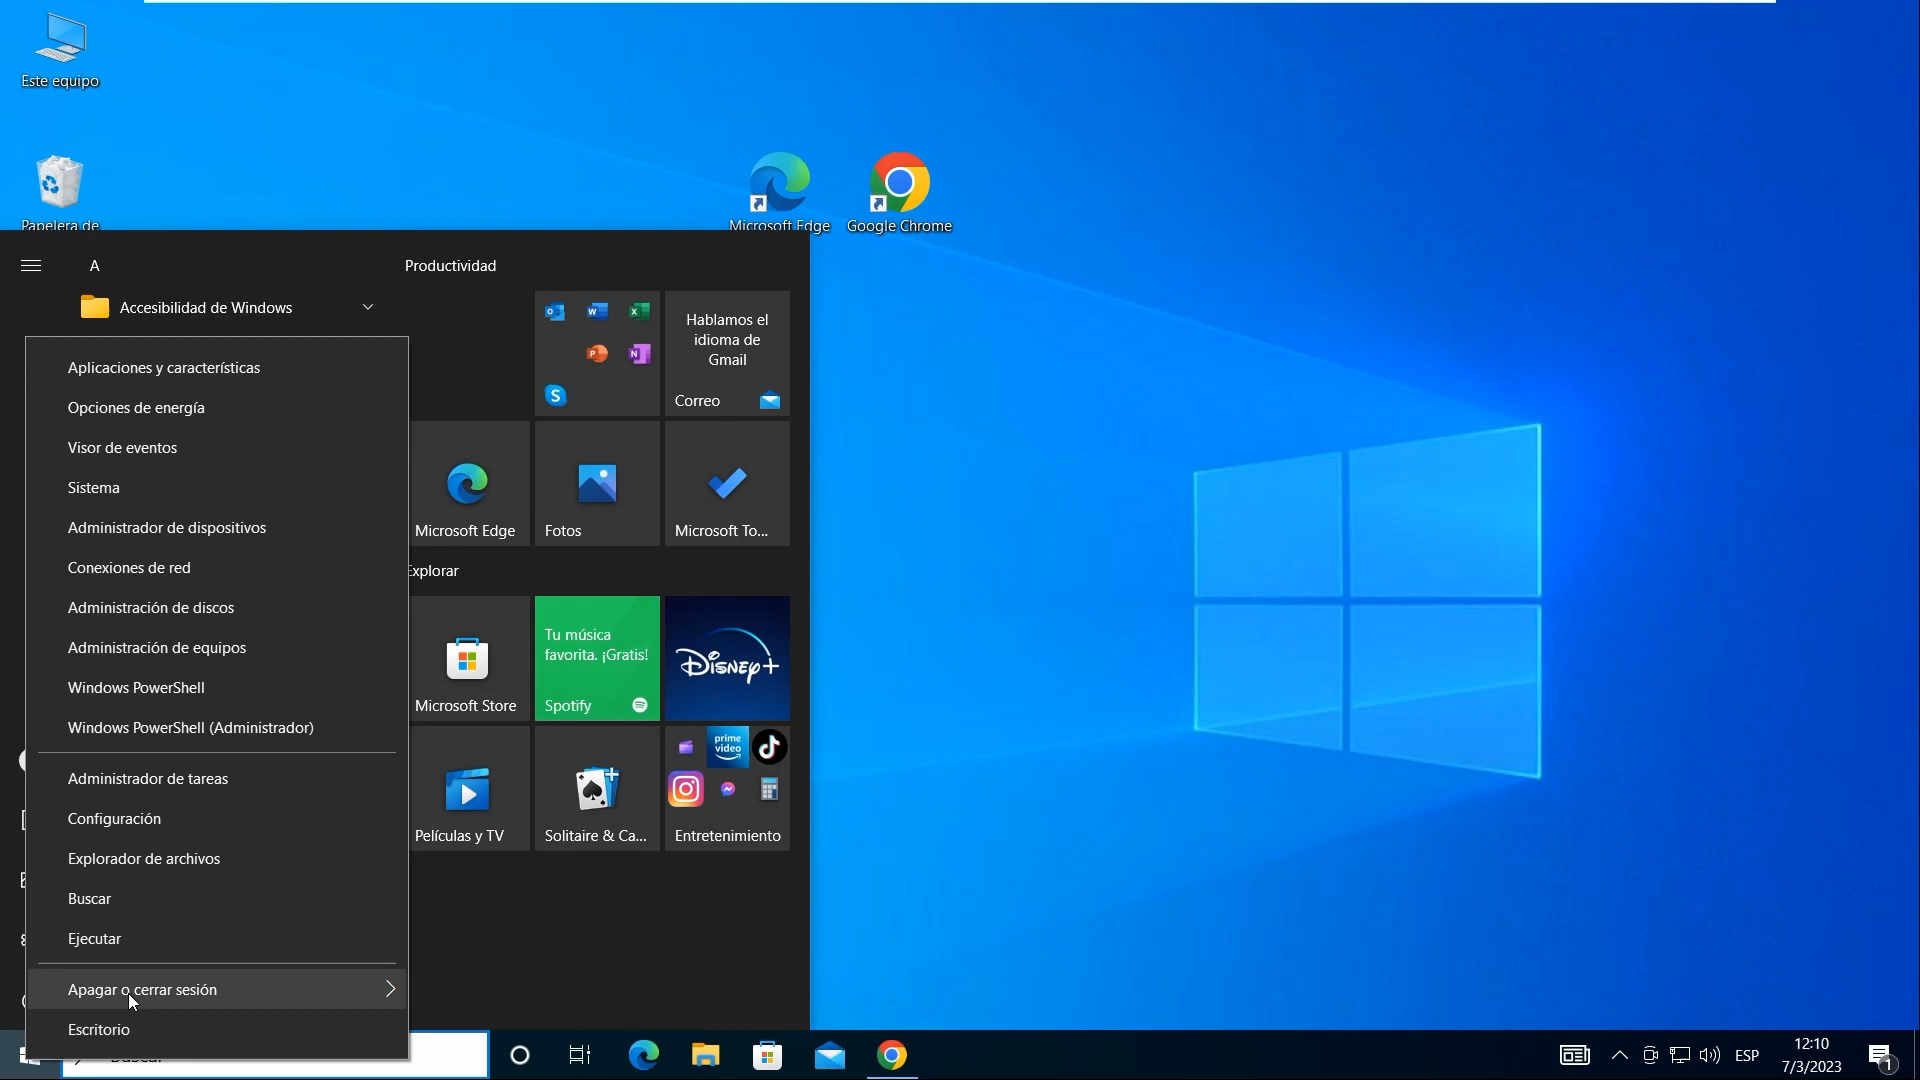 Este equipo
Papelera de
Microsoft Edge
Google Chrome
A
Accesibilidad de Windows
Aplicaciones y características
Opciones de energía
Visor de eventos
Sistema
Administrador de dispositivos
Conexiones de red
Administración de discos
Administración de equipos
Windows PowerShell
Windows PowerShell (Administrador)
Administrador de tareas
Configuración
Explorador de archivos
Buscar
Ejecutar
Apagar o cerrar sesión
Escritorio
Productividad
Hablamos el
idioma de
Gmail
Correo
Microsoft Edge
Fotos
Microsoft To...
Explorar
Microsoft Store
Tu música
favorita. ¡Gratis!
Spotify
Disney+
Películas y TV
Solitaire & Ca...
prime
video
Entretenimiento
ESP
12:10
7/3/2023
1